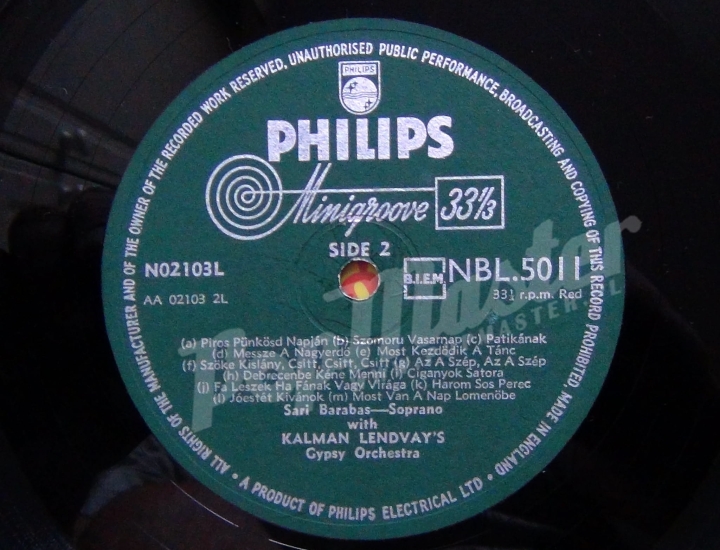 ALL RIGHTS OF THE MANUFACTURER AND OF THE OWNER OF THE RECORDED WORK RESERVED, UNAUTHORISED PUBLIC PERFORMANCE, BROADCASTING AND COPYING OF THIS RECORD PROHIBITED. MADE IN ENGLAND
PHILIPS
PHILIPS
Minigroove 33⅓
SIDE 2
N02103L
B.I.E.M. NBL.5011
AA 02103 2L
33⅓ r.p.m. Red
(a) Piros Pünkösd Napján (b) Szomoru Vasarnap (c) Patikának
(d) Messze A Nagyerdő (e) Most Kezdődik A Tánc
(f) Szöke Kislány, Csitt, Csitt, Csitt (g) Az A Szép, Az A Szép
(h) Debrecenbe Kéne Menni (i) Ciganyok Satora
(j) Fa Leszek Ha Fának Vagy Virága (k) Harom Sos Perec
(l) Jóestét Kivánok (m) Most Van A Nap Lomenöbe
Sari Barabas—Soprano
with
KALMAN LENDVAY'S
Gypsy Orchestra
• A PRODUCT OF PHILIPS ELECTRICAL LTD •